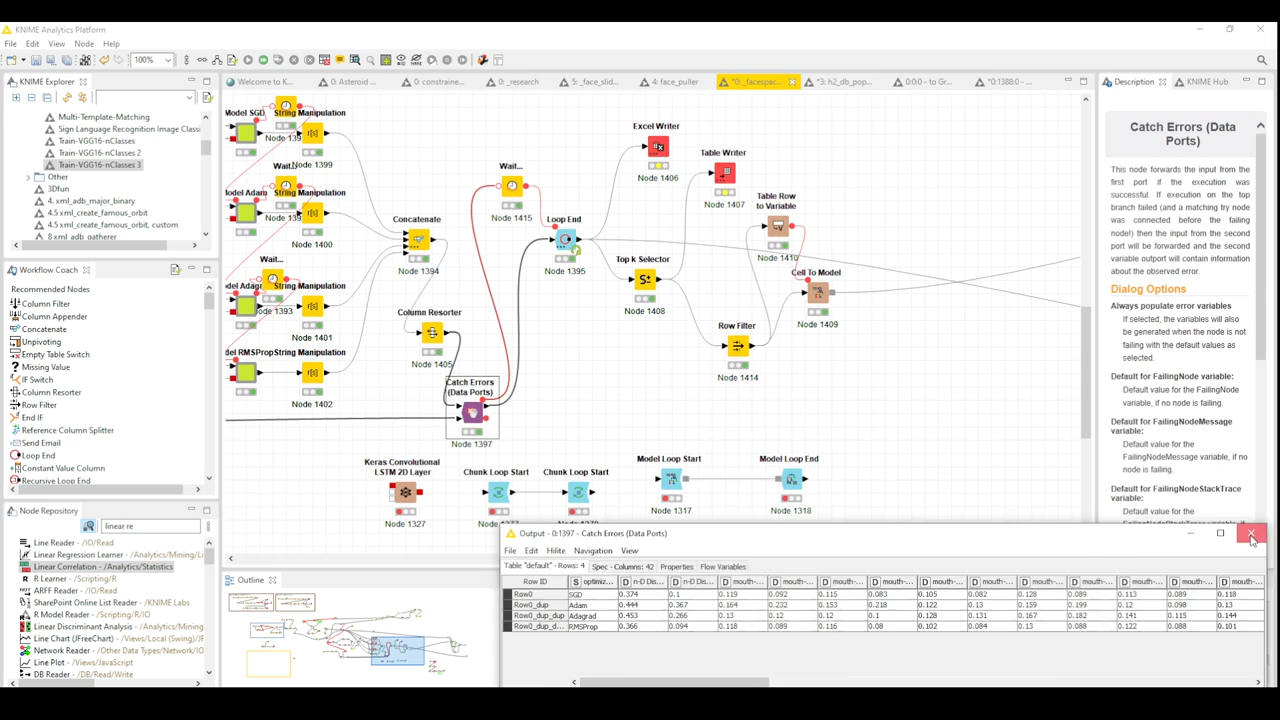 KNIME Analytics Platform
File Edit View Node Help
100%
KNIME Explorer
Multi-Template-Matching
Sign Language Recognition Image Classi
Train-VGG16-nClasses
Train-VGG16-nClasses 2
Train-VGG16-nClasses 3
Other
3Dfun
4. xml_adb_major_binary
4.5 xml_create_famous_orbit
4.5 xml_create_famous_orbit, custom
8 xml_adb_gatherer
Workflow Coach
Recommended Nodes
Column Filter
Column Appender
Concatenate
Unpivoting
Empty Table Switch
Missing Value
IF Switch
Column Resorter
Row Filter
End IF
Reference Column Splitter
Send Email
Loop End
Constant Value Column
Recursive Loop End
Node Repository
linear re
Line Reader - /IO/Read
Linear Regression Learner - /Analytics/Mining/Li
Linear Correlation - /Analytics/Statistics
R Learner - /Scripting/R
ARFF Reader - /IO/Read
SharePoint Online List Reader - /KNIME Labs
R Model Reader - /Scripting/R/IO
Linear Discriminant Analysis - /Analytics/Mining/
Line Chart (JFreeChart) - /Views/Local (Swing)/JF
Network Reader - /Other Data Types/Network/IO
Line Plot - /Views/JavaScript
DB Reader - /DB/Read/Write
Welcome to K...
0: Asteroid ...
0: constraine...
0: _research
5: _face_slid...
4: face_puller
*0: _facespac...
*3: h2_db_pop...
0:0:0 - to Gr...
*0:1388:0 - ...
Model SGD
String Manipulation
Node 1399
Wait...
Model Adam
String Manipulation
Node 1400
Wait...
String Manipulation
Node 1393
Node 1401
String Manipulation
Node 1402
Concatenate
Node 1394
Column Resorter
Node 1405
Catch Errors
(Data Ports)
Node 1397
Wait...
Node 1415
Loop End
Node 1395
Excel Writer
Node 1406
Table Writer
Node 1407
Table Row
to Variable
Node 1410
Cell To Model
Node 1409
Top k Selector
Node 1408
Row Filter
Node 1414
Keras Convolutional
LSTM 2D Layer
Node 1327
Chunk Loop Start
Chunk Loop Start
Model Loop Start
Node 1317
Model Loop End
Node 1318
Outline
Description
KNIME Hub
Catch Errors (Data
Ports)
This node forwards the input from the
first port if the execution was
successful. If execution on the top
branch failed (and a matching try node
was connected before the failing
node!) then the input from the second
port will be forwarded and the second
variable outport will contain
information about the observed error.
Dialog Options
Always populate error variables
If selected, the variables will also
be generated when the node is not
failing with the default values as
selected.
Default for FailingNode variable:
Default value for the
FailingNode variable, if no node is
failing.
Default for FailingNodeMessage
variable:
Default value for the
FailingNodeMessage variable, if no
node is failing.
Default for FailingNodeStackTrace
variable:
Default value for the
Output - 0:1397 - Catch Errors (Data Ports)
File Edit Hilite Navigation View
Table "default" - Rows: 4 Spec - Columns: 42 Properties Flow Variables
Row ID S optimiz... D n-D Dis... D n-D Dis... D mouth-... D mouth-... D mouth-... D mouth-... D mouth-... D mouth-... D mouth-... D mouth-... D mouth-... D mouth-... D mouth-...
Row0 SGD 0.374 0.1 0.119 0.092 0.115 0.083 0.105 0.082 0.128 0.089 0.113 0.089 0.118
Row0_dup Adam 0.444 0.367 0.164 0.232 0.153 0.218 0.122 0.13 0.159 0.199 0.12 0.098 0.13
Row0_dup_dup Adagrad 0.453 0.266 0.13 0.12 0.12 0.1 0.128 0.131 0.167 0.182 0.141 0.115 0.144
Row0_dup_d... RMSProp 0.366 0.094 0.118 0.089 0.116 0.08 0.102 0.084 0.13 0.088 0.122 0.088 0.101